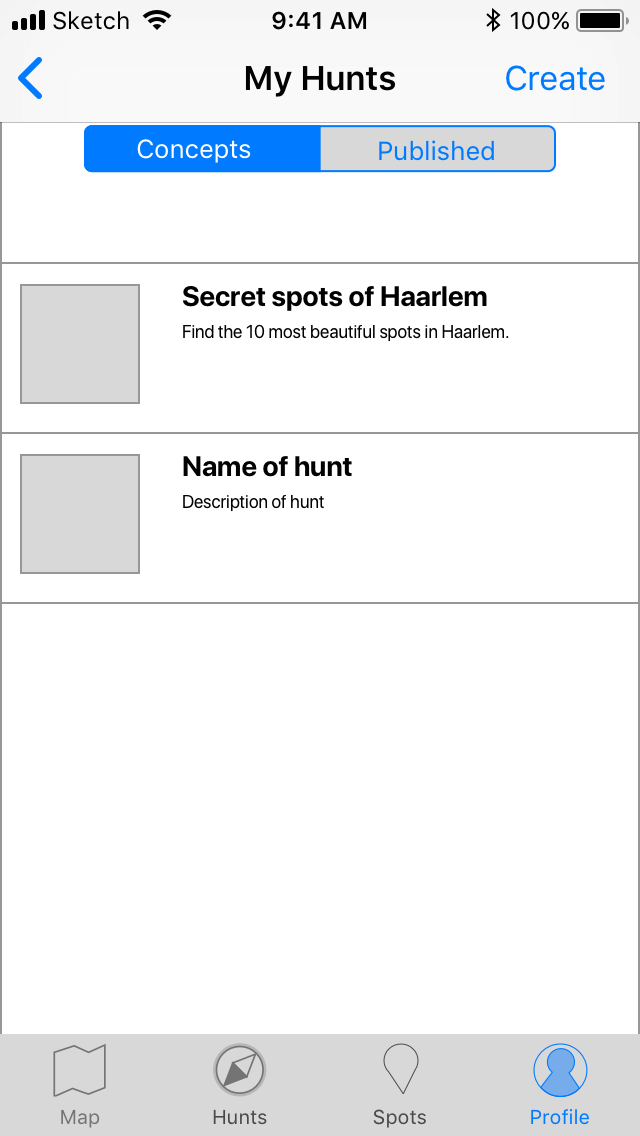 Sketch 9:41 AM 100%
My Hunts Create
Concepts Published
Secret spots of Haarlem
Find the 10 most beautiful spots in Haarlem.
Name of hunt
Description of hunt
Map Hunts Spots Profile